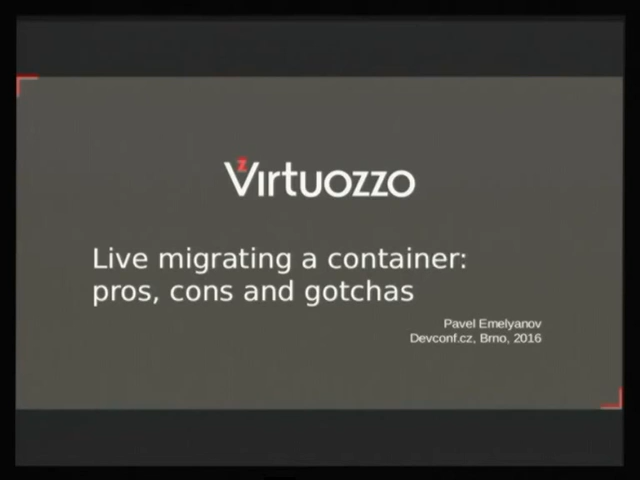 Virtuozzo
Live migrating a container:
pros, cons and gotchas
Pavel Emelyanov
Devconf.cz, Brno, 2016